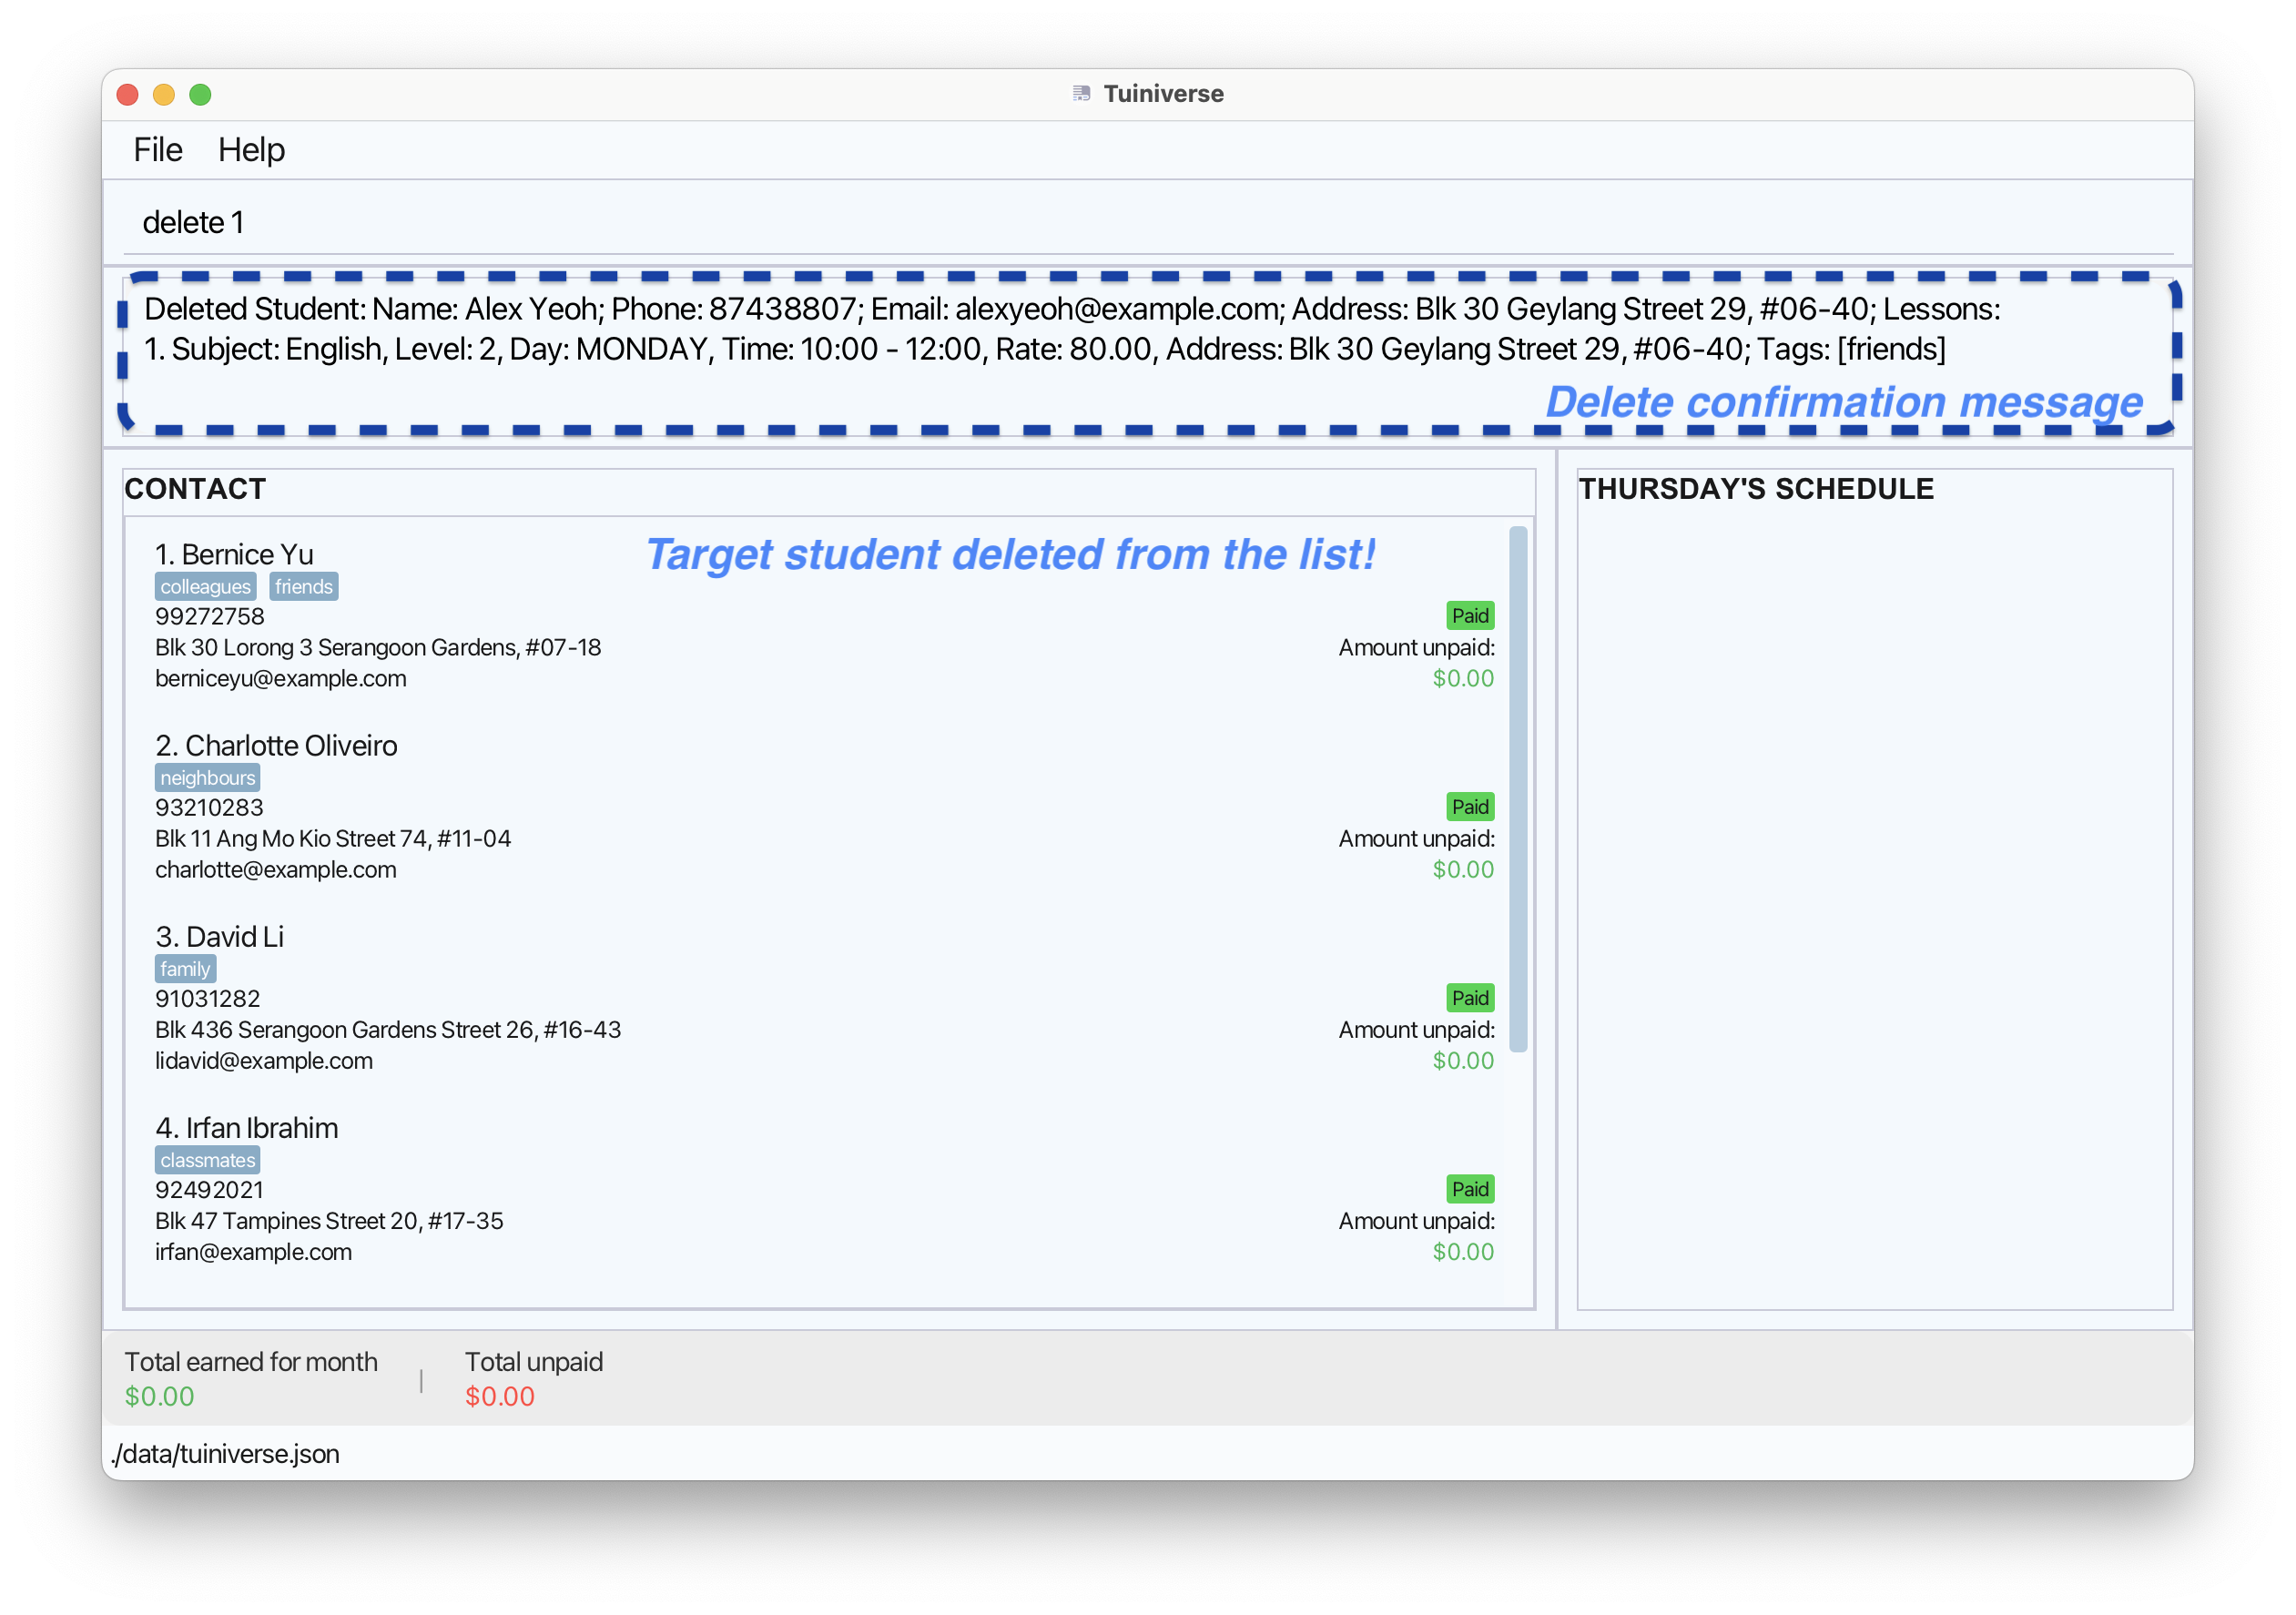 Tuiniverse
File Help
delete 1
Deleted Student: Name: Alex Yeoh; Phone: 87438807; Email: alexyeoh@example.com; Address: Blk 30 Geylang Street 29, #06-40; Lessons:
1. Subject: English, Level: 2, Day: MONDAY, Time: 10:00 - 12:00, Rate: 80.00, Address: Blk 30 Geylang Street 29, #06-40; Tags: [friends]
Delete confirmation message
CONTACT
Target student deleted from the list!
1. Bernice Yu
colleagues friends
99272758
Paid
Blk 30 Lorong 3 Serangoon Gardens, #07-18
Amount unpaid:
berniceyu@example.com
$0.00
2. Charlotte Oliveiro
neighbours
93210283
Paid
Blk 11 Ang Mo Kio Street 74, #11-04
Amount unpaid:
charlotte@example.com
$0.00
3. David Li
family
91031282
Paid
Blk 436 Serangoon Gardens Street 26, #16-43
Amount unpaid:
lidavid@example.com
$0.00
4. Irfan Ibrahim
classmates
92492021
Paid
Blk 47 Tampines Street 20, #17-35
Amount unpaid:
irfan@example.com
$0.00
THURSDAY'S SCHEDULE
Total earned for month | Total unpaid
$0.00 $0.00
./data/tuiniverse.json